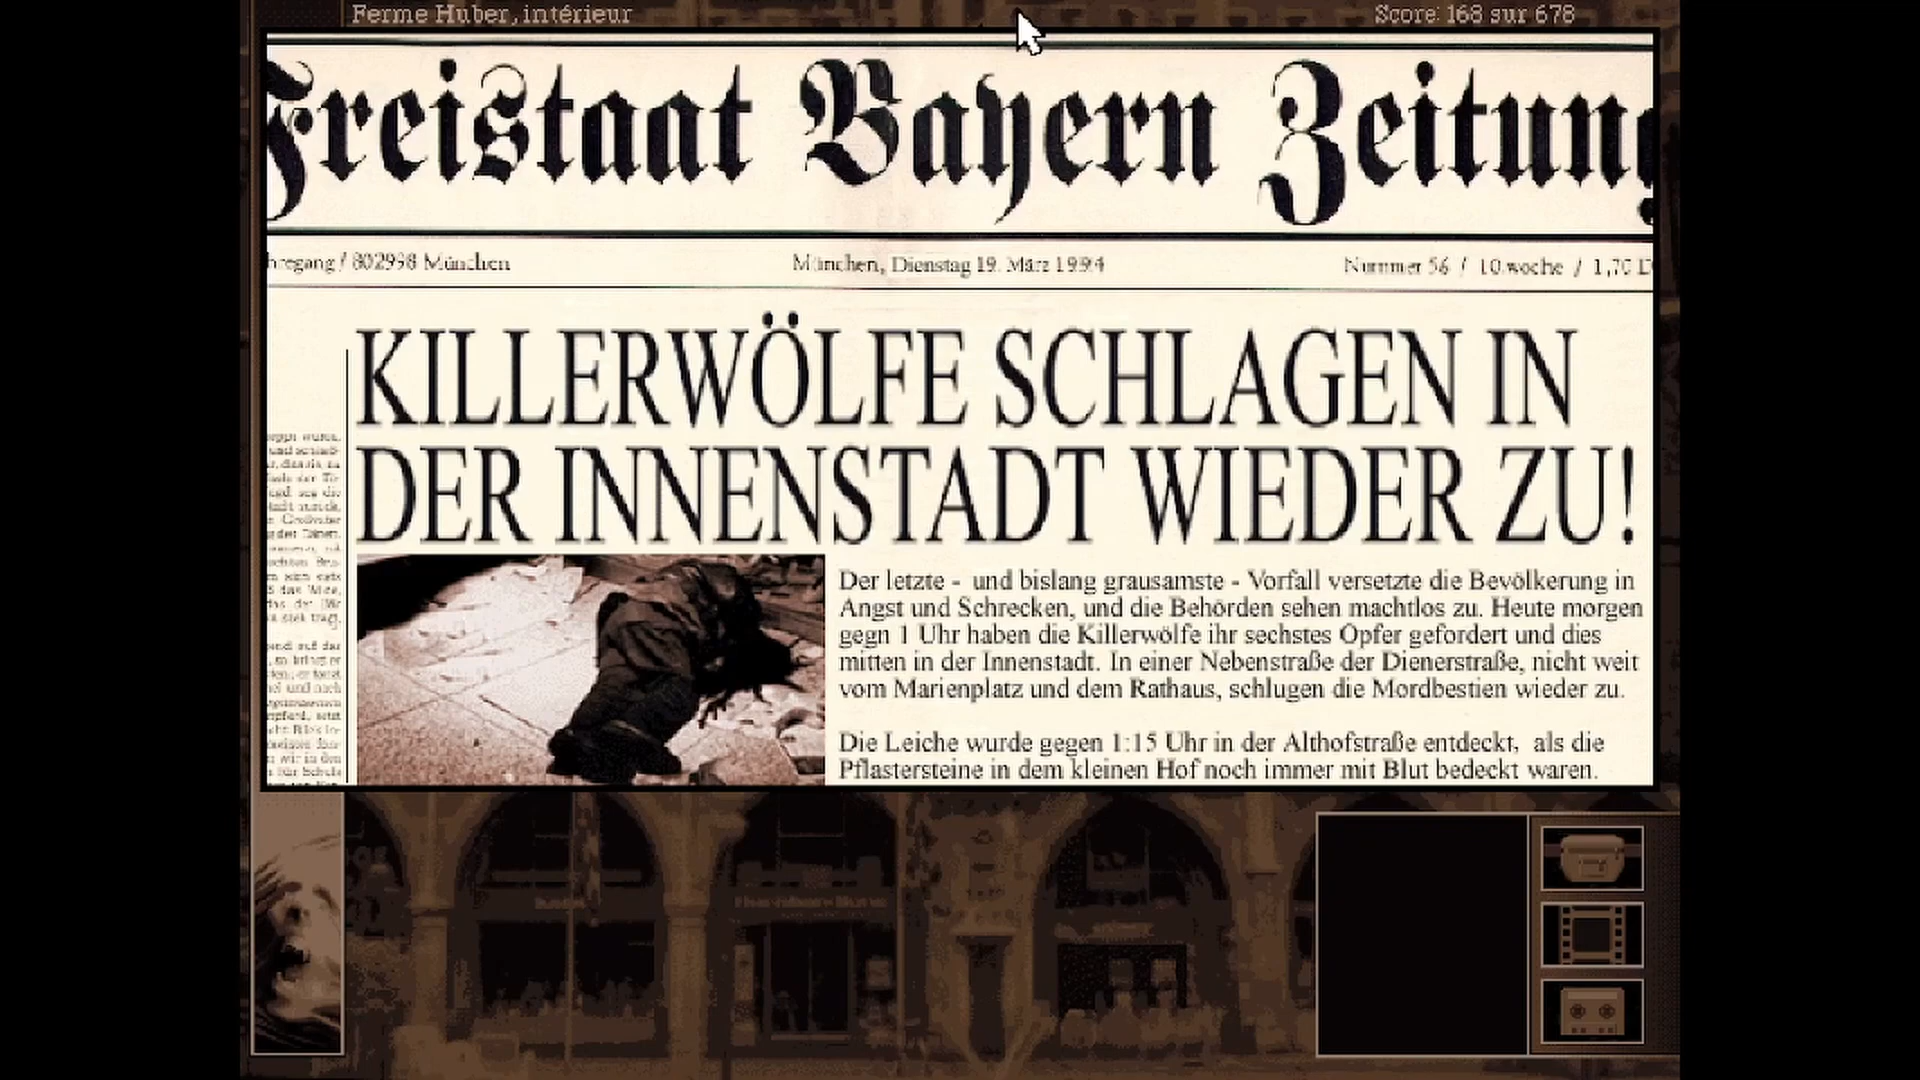 Ferme Huber, intérieur
Score: 168 sur 678
Freistaat Bayern Zeitung
hregang / 802998 München
München, Dienstag 19. März 1994
Nummer 56 / 10.woche / 1,70 D
KILLERWÖLFE SCHLAGEN IN
DER INNENSTADT WIEDER ZU!
Der letzte - und bislang grausamste - Vorfall versetzte die Bevölkerung in
Angst und Schrecken, und die Behörden sehen machtlos zu. Heute morgen
gegn 1 Uhr haben die Killerwölfe ihr sechstes Opfer gefordert und dies
mitten in der Innenstadt. In einer Nebenstraße der Dienerstraße, nicht weit
vom Marienplatz und dem Rathaus, schlugen die Mordbestien wieder zu.
Die Leiche wurde gegen 1:15 Uhr in der Althofstraße entdeckt, als die
Pflastersteine in dem kleinen Hof noch immer mit Blut bedeckt waren.